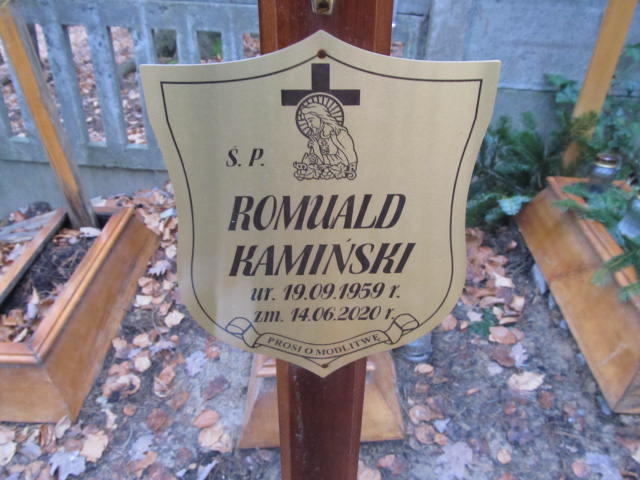 Ś. P.
ROMUALD
KAMIŃSKI
ur. 19.09.1959 r.
zm. 14.06.2020 r.
PROSI O MODLITWĘ